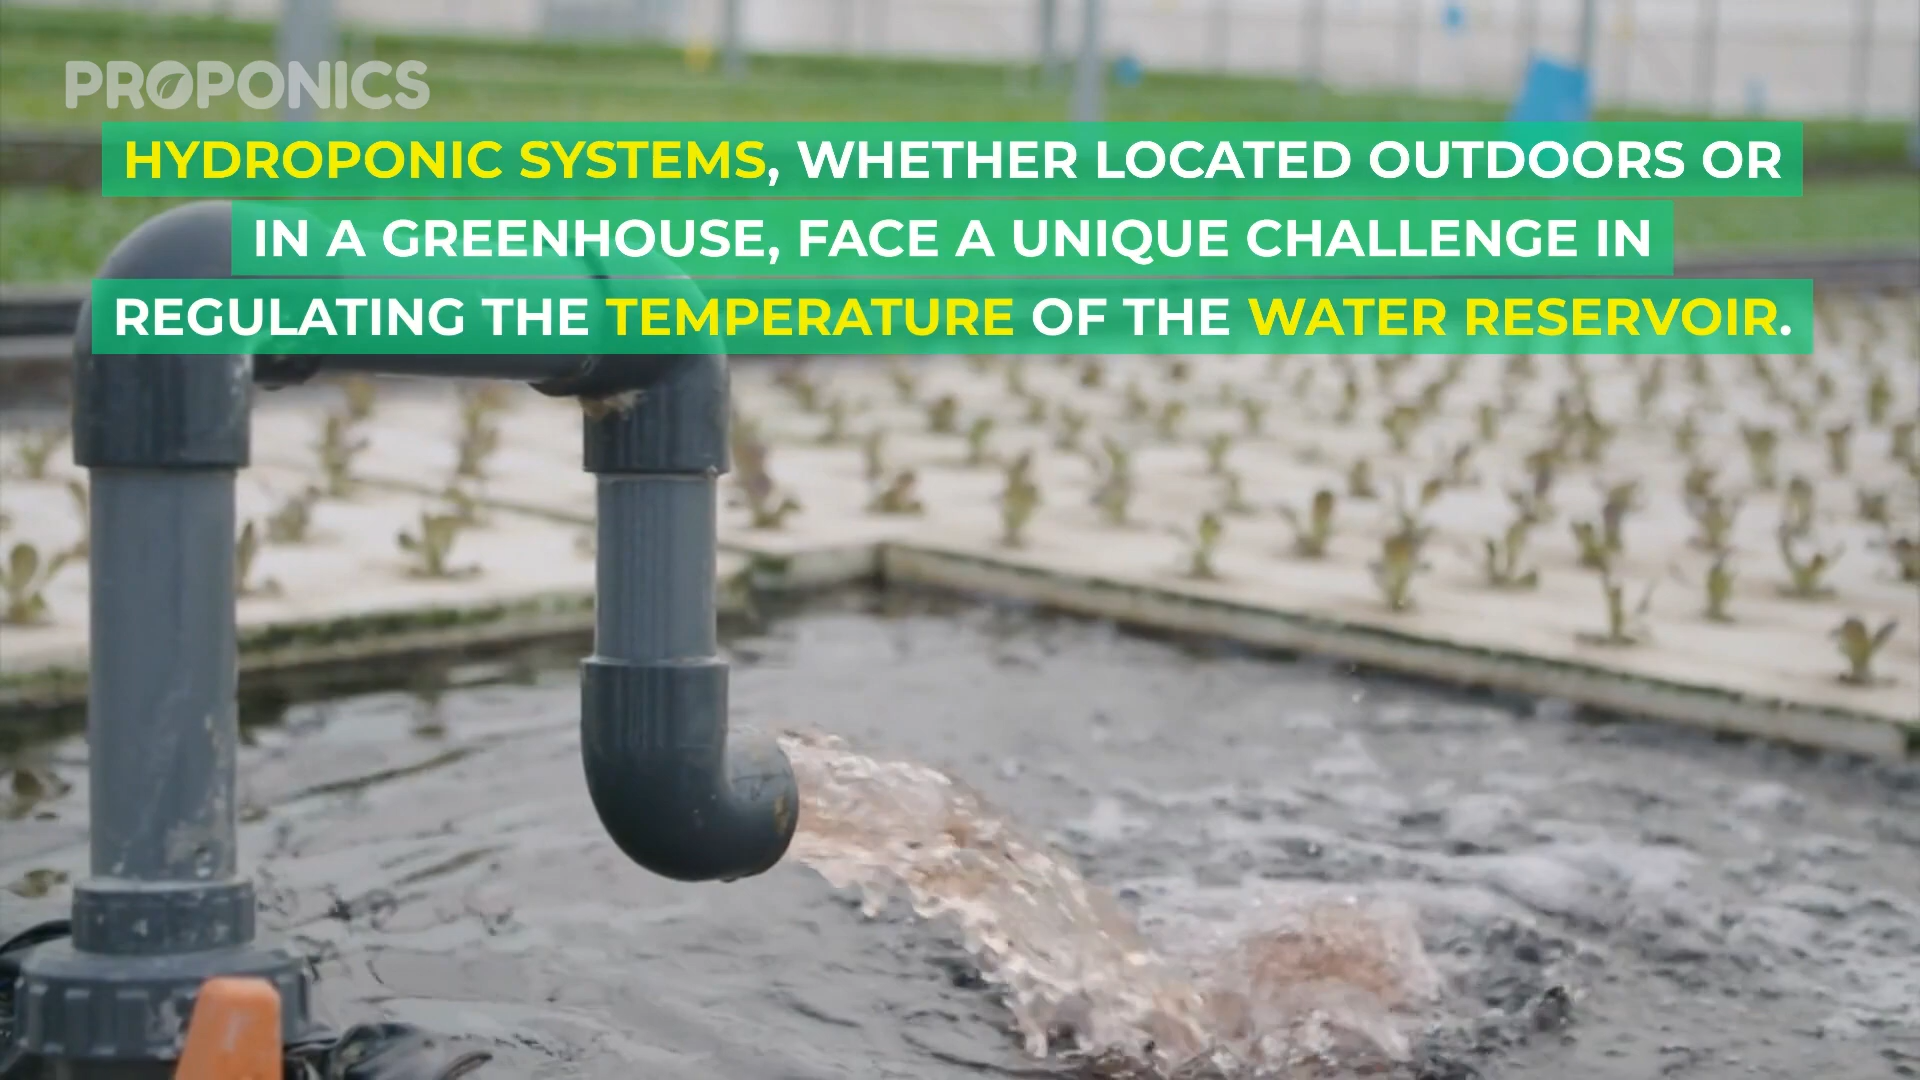 PROPONICS
HYDROPONIC SYSTEMS, WHETHER LOCATED OUTDOORS OR
IN A GREENHOUSE, FACE A UNIQUE CHALLENGE IN
REGULATING THE TEMPERATURE OF THE WATER RESERVOIR.